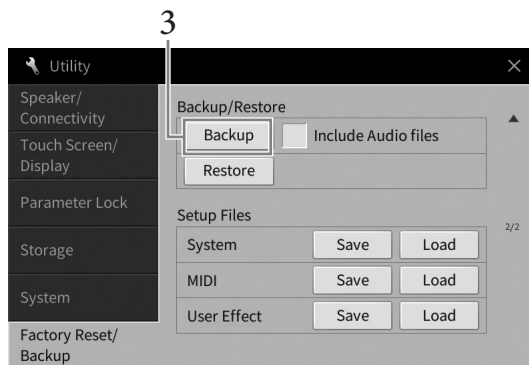 3
Utility
Speaker/
Connectivity
Touch Screen/
Display
Parameter Lock
Storage
System
Factory Reset/
Backup
Backup/Restore
Backup Include Audio files
Restore
Setup Files
System Save Load
MIDI Save Load
User Effect Save Load
2/2